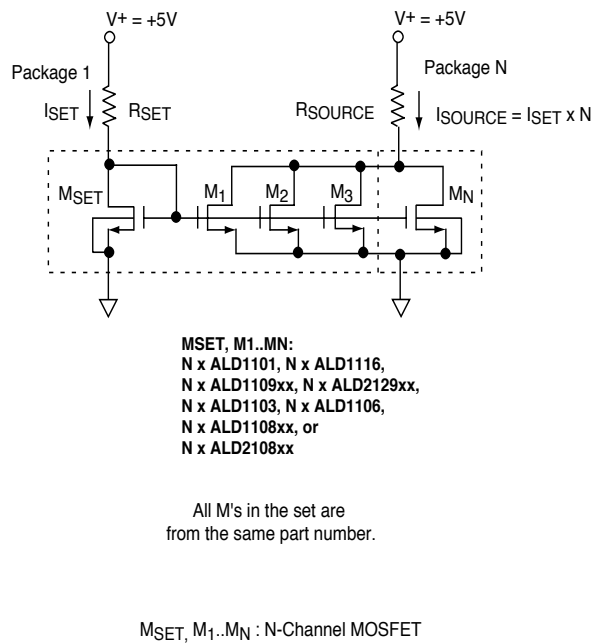 V+ = +5V
V+ = +5V
Package 1
Package N
ISET
RSET
RSOURCE
ISOURCE = ISET x N
MSET
M1
M2
M3
MN
MSET, M1..MN:
N x ALD1101, N x ALD1116,
N x ALD1109xx, N x ALD2129xx,
N x ALD1103, N x ALD1106,
N x ALD1108xx, or
N x ALD2108xx
All M's in the set are
from the same part number.
MSET, M1..MN : N-Channel MOSFET